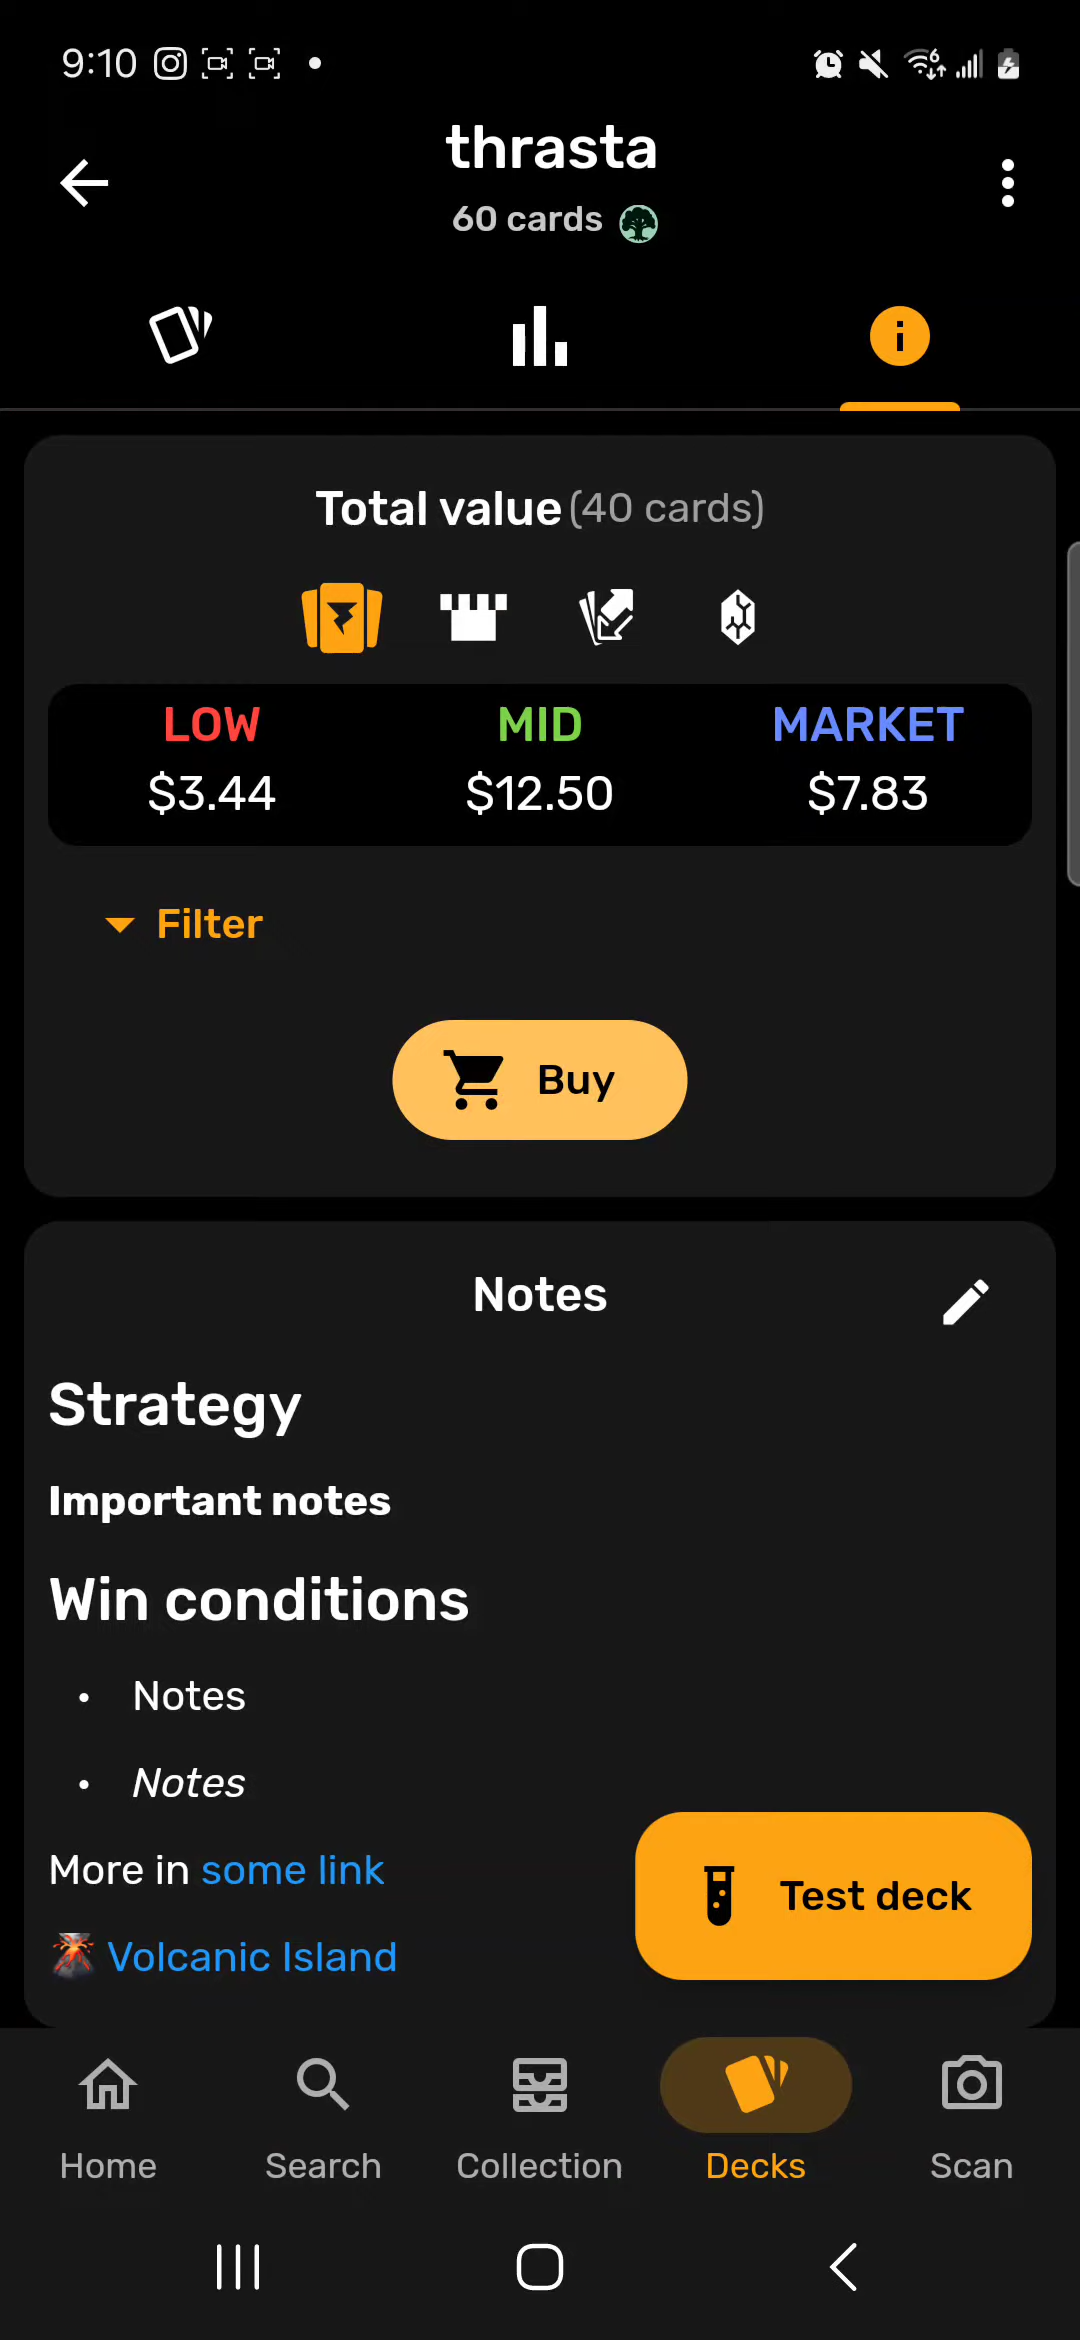 9:10
thrasta
60 cards
Total value (40 cards)
LOW MID MARKET
$3.44 $12.50 $7.83
Filter
Buy
Notes
Strategy
Important notes
Win conditions
• Notes
• Notes
More in some link
🌋 Volcanic Island
Test deck
Home Search Collection Decks Scan